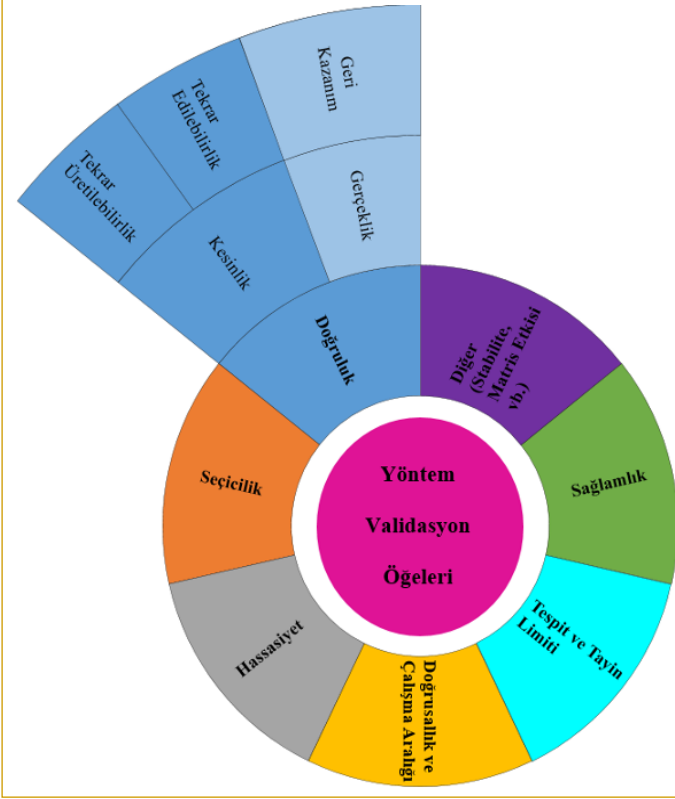 Geri
Kazanım
Tekrar
Edilebilirlik
Tekrar
Üretilebilirlik
Gerçeklik
Kesinlik
Doğruluk
Diğer
(Stabilite,
Matris Etkisi
vb.)
Seçicilik
Sağlamlık
Yöntem
Validasyon
Öğeleri
Hassasiyet
Tespit ve Tayin
Limiti
Doğrusallık ve
Çalışma Aralığı